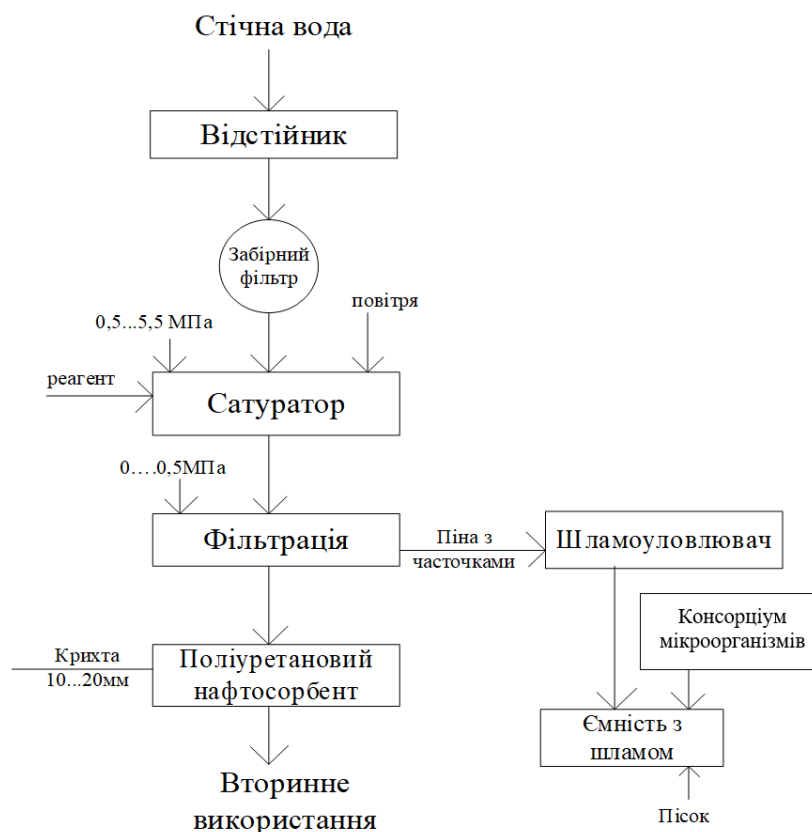 Стічна вода
Відстійник
Забірний
фільтр
повітря
0,5...5,5 МПа
реагент
Сатуратор
0....0,5МПа
Фільтрація
Піна з
часточками
Шламоуловлювач
Консорціум
мікроорганізмів
Крихта
10...20мм
Поліуретановий
нафтосорбент
Ємність з
шламом
Вторинне
використання
Пісок